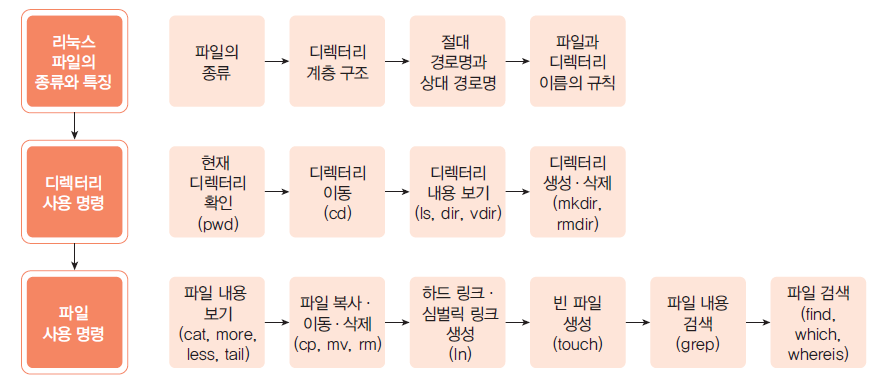 리눅스
파일의
종류와 특징
파일의
종류
디렉터리
계층 구조
절대
경로명과
상대 경로명
파일과
디렉터리
이름의 규칙
디렉터리
사용 명령
현재
디렉터리
확인
(pwd)
디렉터리
이동
(cd)
디렉터리
내용 보기
(ls, dir, vdir)
디렉터리
생성·삭제
(mkdir,
rmdir)
파일
사용 명령
파일 내용
보기
(cat, more,
less, tail)
파일 복사·
이동·삭제
(cp, mv, rm)
하드 링크·
심벌릭 링크
생성
(ln)
빈 파일
생성
(touch)
파일 내용
검색
(grep)
파일 검색
(find,
which,
whereis)